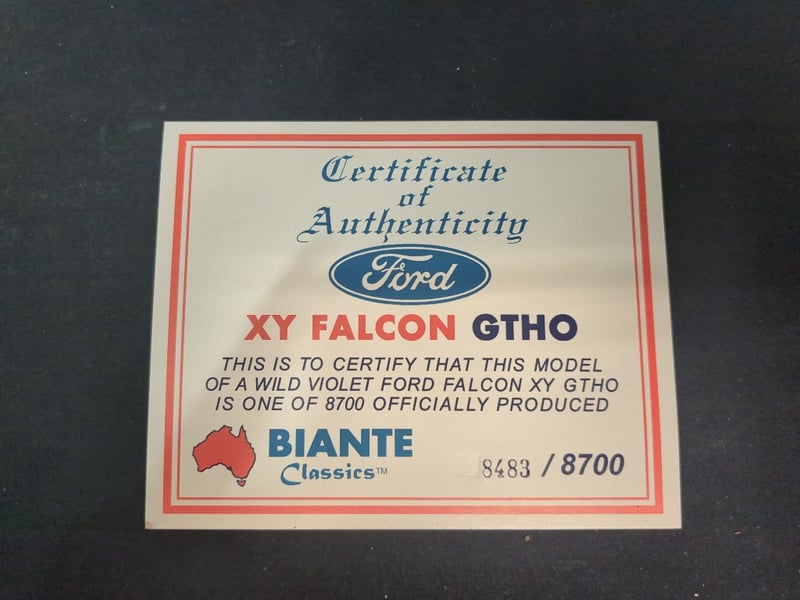 Certificate
of
Authenticity
Ford
XY FALCON GTHO
THIS IS TO CERTIFY THAT THIS MODEL
OF A WILD VIOLET FORD FALCON XY GTHO
IS ONE OF 8700 OFFICIALLY PRODUCED
BIANTE
Classics™
8483 / 8700